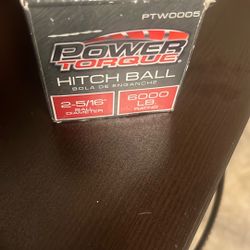 PTW0005
POWER
TORQUE
HITCH BALL
BOLA DE ENGANCHE
2-5/16"
BALL
DIAMETER
6000
LB
RATING